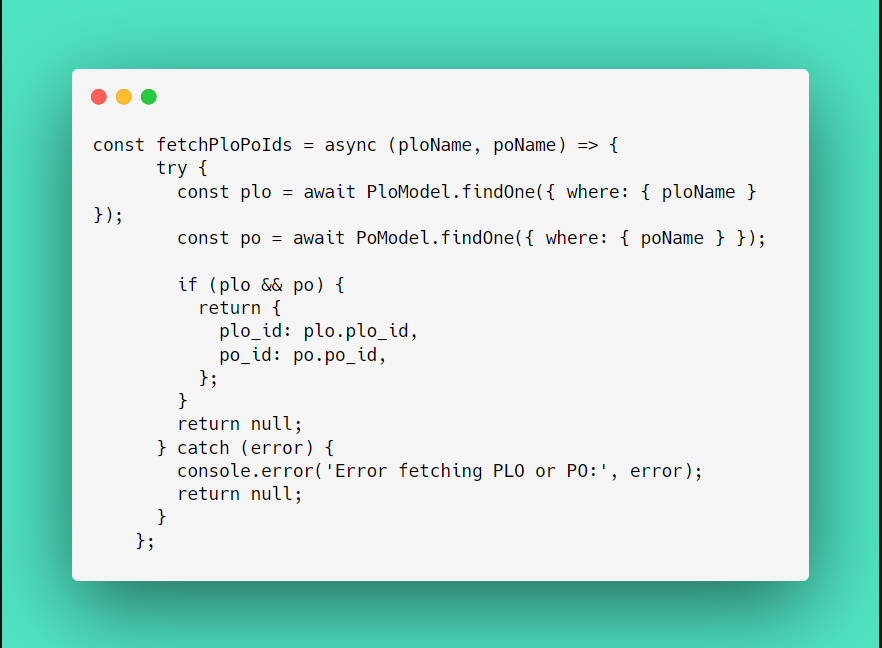 const fetchPloPoIds = async (ploName, poName) => {
      try {
        const plo = await PloModel.findOne({ where: { ploName }
});
        const po = await PoModel.findOne({ where: { poName } });

        if (plo && po) {
          return {
            plo_id: plo.plo_id,
            po_id: po.po_id,
          };
        }
        return null;
      } catch (error) {
        console.error('Error fetching PLO or PO:', error);
        return null;
      }
    };